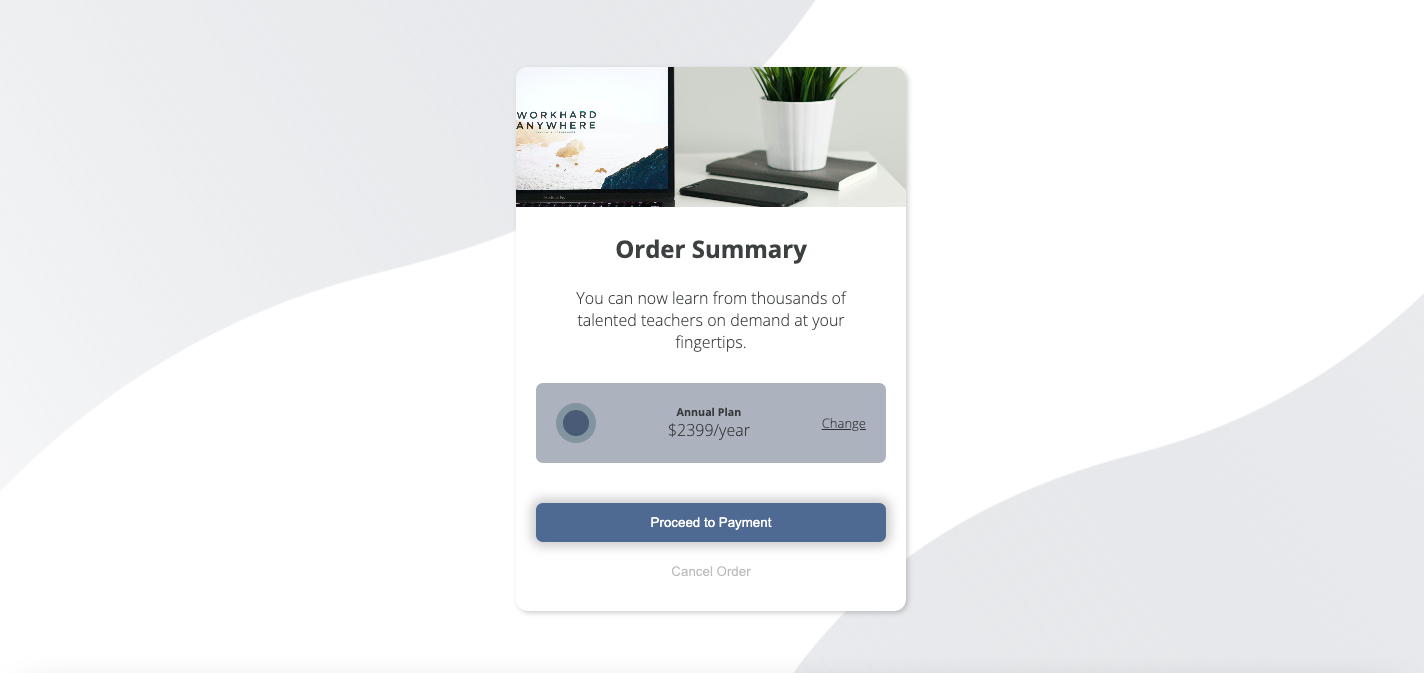 WORKHARD
ANYWHERE
Order Summary
You can now learn from thousands of
talented teachers on demand at your
fingertips.
Annual Plan
$2399/year
Change
Proceed to Payment
Cancel Order